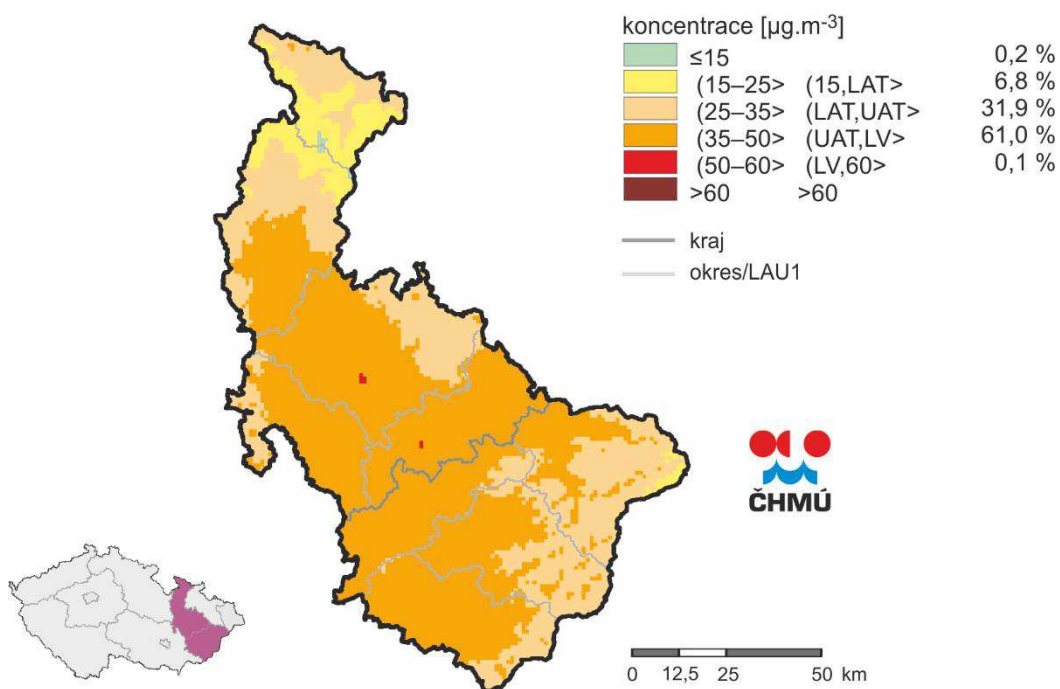 koncentrace [µg.m-3]
≤15 0,2 %
(15–25> (15,LAT> 6,8 %
(25–35> (LAT,UAT> 31,9 %
(35–50> (UAT,LV> 61,0 %
(50–60> (LV,60> 0,1 %
>60 >60
kraj
okres/LAU1
ČHMÚ
0 12,5 25 50 km